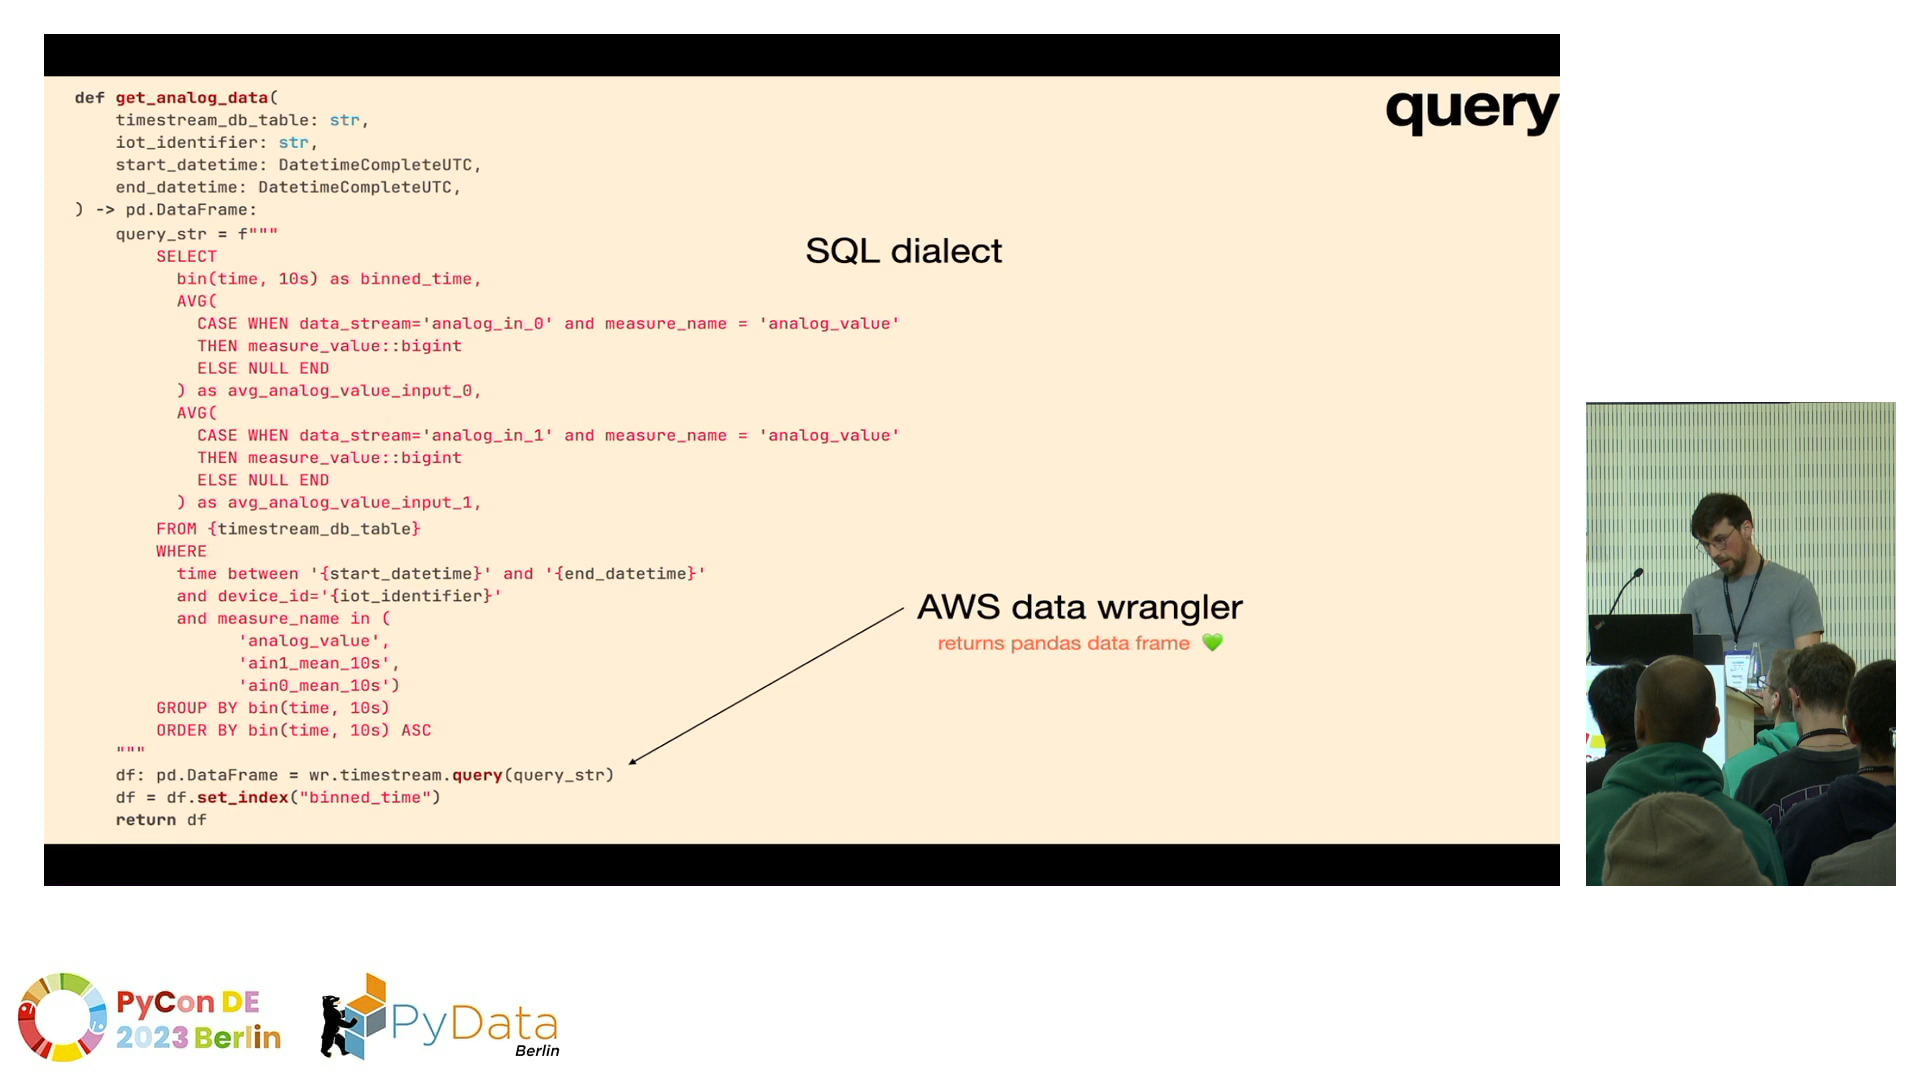 query
def get_analog_data(
timestream_db_table: str,
iot_identifier: str,
start_datetime: DatetimeCompleteUTC,
end_datetime: DatetimeCompleteUTC,
) -> pd.DataFrame:
query_str = f"""
SELECT
bin(time, 10s) as binned_time,
AVG(
CASE WHEN data_stream='analog_in_0' and measure_name = 'analog_value'
THEN measure_value::bigint
ELSE NULL END
) as avg_analog_value_input_0,
AVG(
CASE WHEN data_stream='analog_in_1' and measure_name = 'analog_value'
THEN measure_value::bigint
ELSE NULL END
) as avg_analog_value_input_1,
FROM {timestream_db_table}
WHERE
time between '{start_datetime}' and '{end_datetime}'
and device_id='{iot_identifier}'
and measure_name in (
'analog_value',
'ain1_mean_10s',
'ain0_mean_10s')
GROUP BY bin(time, 10s)
ORDER BY bin(time, 10s) ASC
"""
df: pd.DataFrame = wr.timestream.query(query_str)
df = df.set_index("binned_time")
return df
SQL dialect
AWS data wrangler
returns pandas data frame 💚
PyCon DE
2023 Berlin
PyData
Berlin